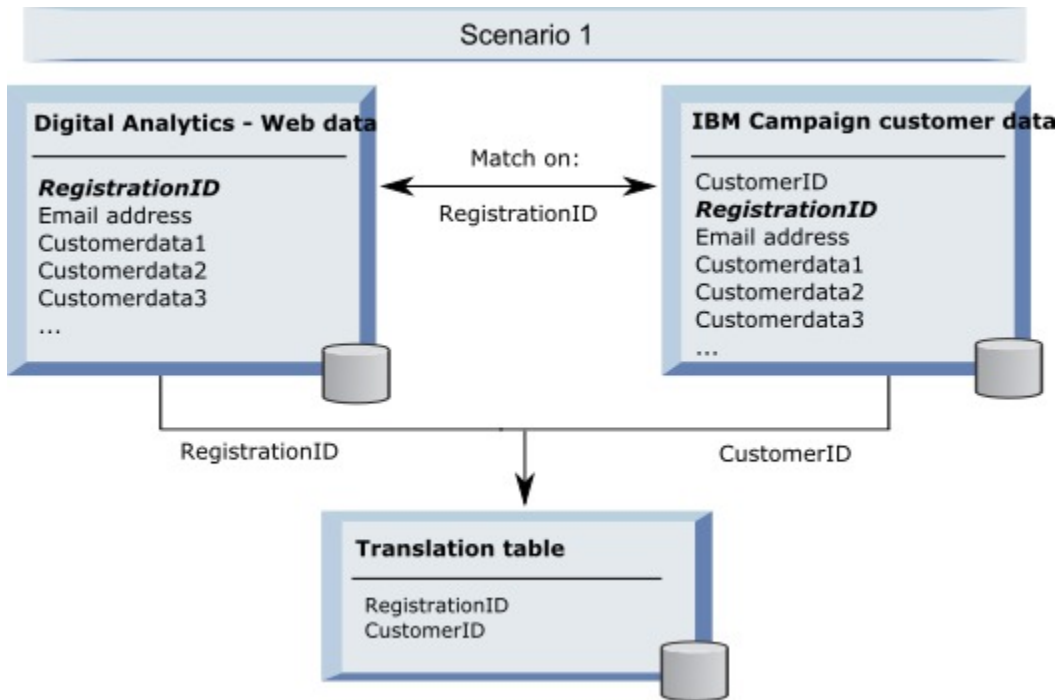 Scenario 1
Digital Analytics - Web data
RegistrationID
Email address
Customerdata1
Customerdata2
Customerdata3
...
Match on:
RegistrationID
IBM Campaign customer data
CustomerID
RegistrationID
Email address
Customerdata1
Customerdata2
Customerdata3
...
RegistrationID
CustomerID
Translation table
RegistrationID
CustomerID